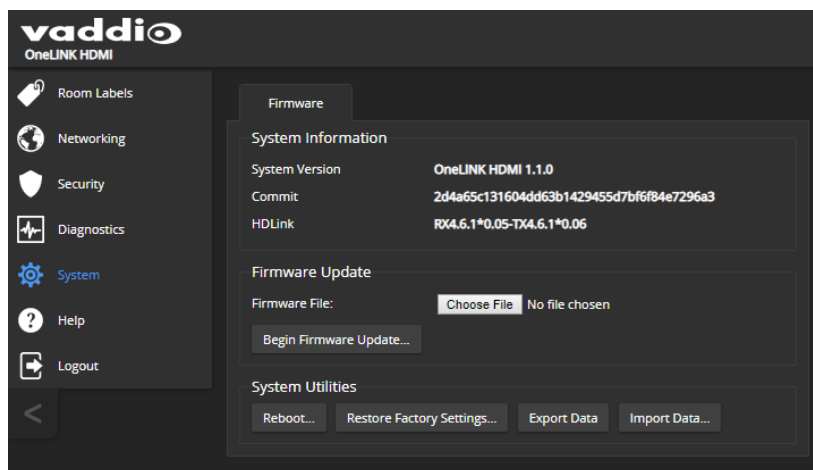 vaddio
OneLINK HDMI
Room Labels
Networking
Security
Diagnostics
System
Help
Logout
Firmware
System Information
System Version OneLINK HDMI 1.1.0
Commit 2d4a65c131604dd63b1429455d7bf6f84e7296a3
HDLink RX4.6.1*0.05-TX4.6.1*0.06
Firmware Update
Firmware File: Choose File No file chosen
Begin Firmware Update...
System Utilities
Reboot... Restore Factory Settings... Export Data Import Data...